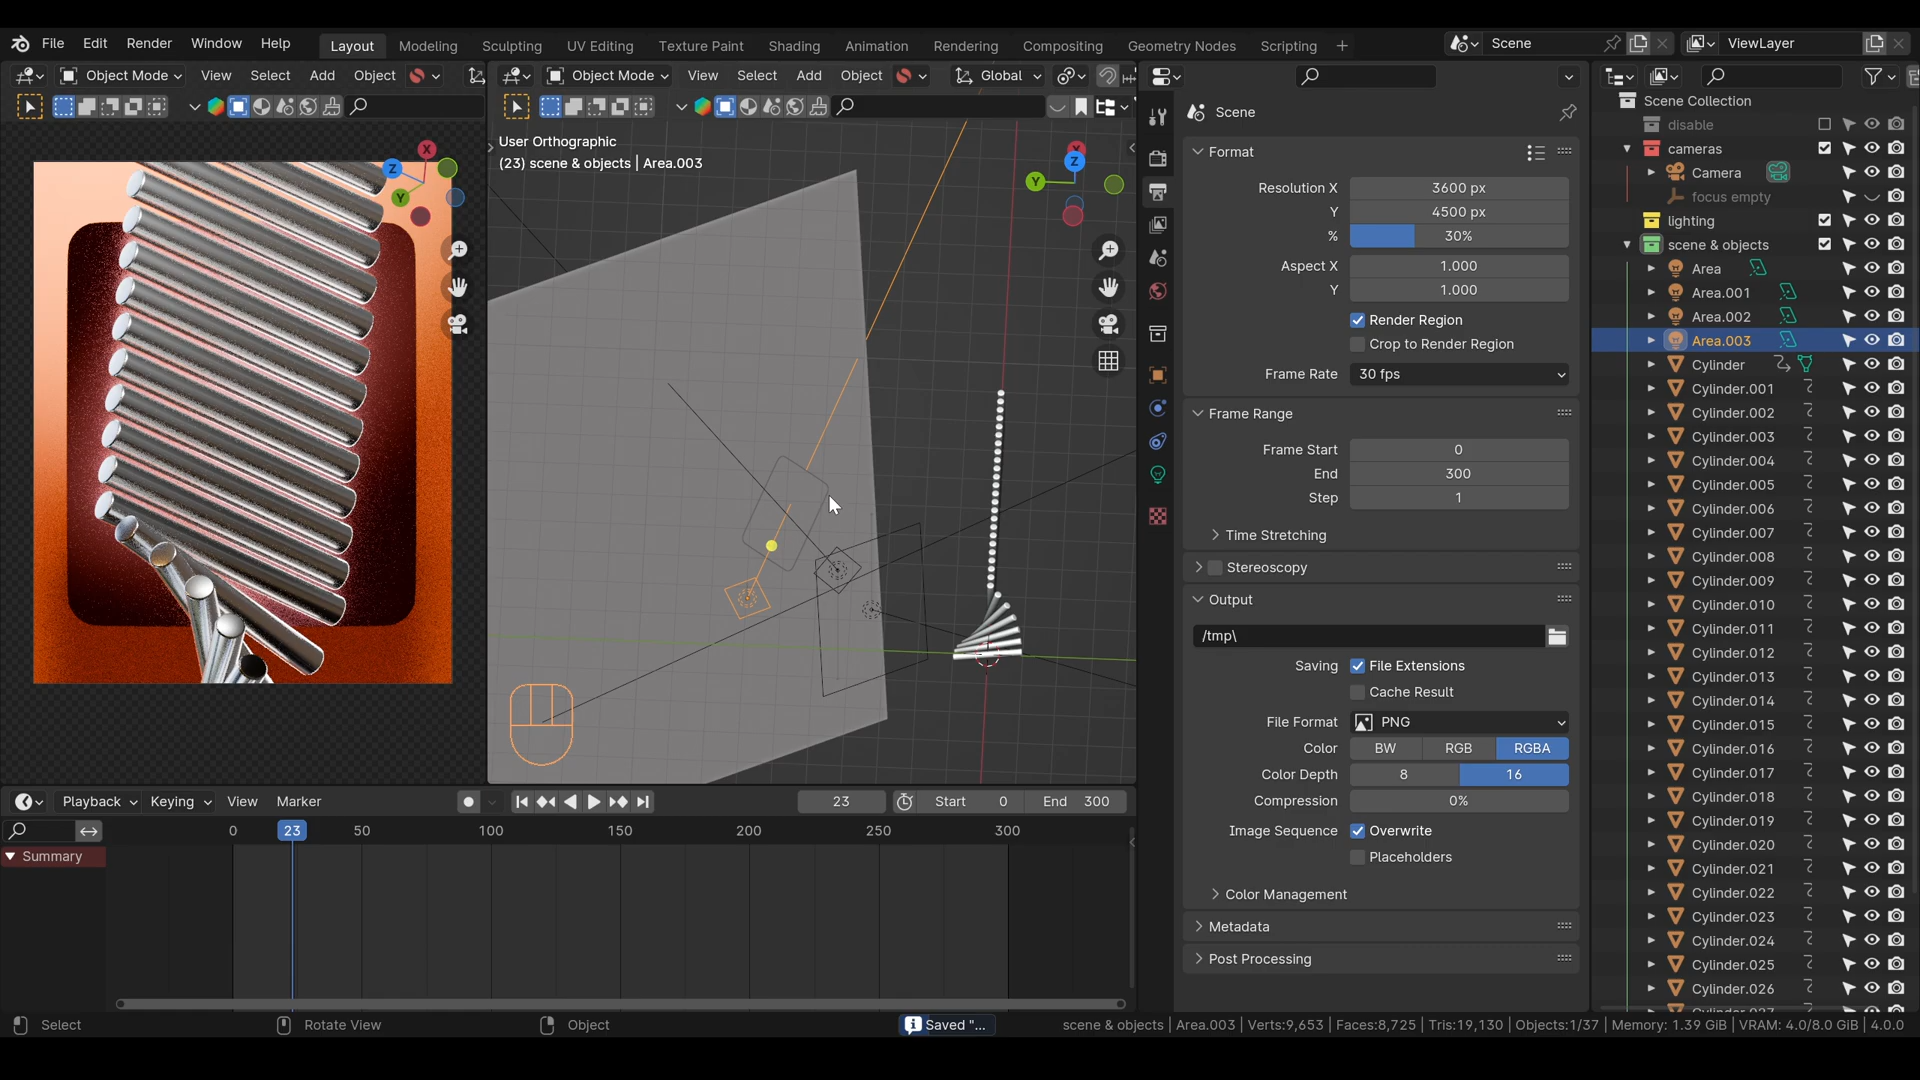 File Edit Render Window Help Layout Modeling Sculpting UV Editing Texture Paint Shading Animation Rendering Compositing Geometry Nodes Scripting + Scene ViewLayer
Object Mode View Select Add Object Object Mode View Select Add Object Global
User Orthographic
(23) scene & objects | Area.003
X
Z
Y
X
Z
Y
Scene
Format
Resolution X 3600 px
Y 4500 px
% 30%
Aspect X 1.000
Y 1.000
Render Region
Crop to Render Region
Frame Rate 30 fps
Frame Range
Frame Start 0
End 300
Step 1
Time Stretching
Stereoscopy
Output
/tmp\
Saving File Extensions
Cache Result
File Format PNG
Color BW RGB RGBA
Color Depth 8 16
Compression 0%
Image Sequence Overwrite
Placeholders
Color Management
Metadata
Post Processing
Scene Collection
disable
cameras
Camera
focus empty
lighting
scene & objects
Area
Area.001
Area.002
Area.003
Cylinder
Cylinder.001
Cylinder.002
Cylinder.003
Cylinder.004
Cylinder.005
Cylinder.006
Cylinder.007
Cylinder.008
Cylinder.009
Cylinder.010
Cylinder.011
Cylinder.012
Cylinder.013
Cylinder.014
Cylinder.015
Cylinder.016
Cylinder.017
Cylinder.018
Cylinder.019
Cylinder.020
Cylinder.021
Cylinder.022
Cylinder.023
Cylinder.024
Cylinder.025
Cylinder.026
Playback Keying View Marker 23 Start 0 End 300
0 23 50 100 150 200 250 300
Summary
Select Rotate View Object Saved "... scene & objects | Area.003 | Verts:9,653 | Faces:8,725 | Tris:19,130 | Objects:1/37 | Memory: 1.39 GiB | VRAM: 4.0/8.0 GiB | 4.0.0